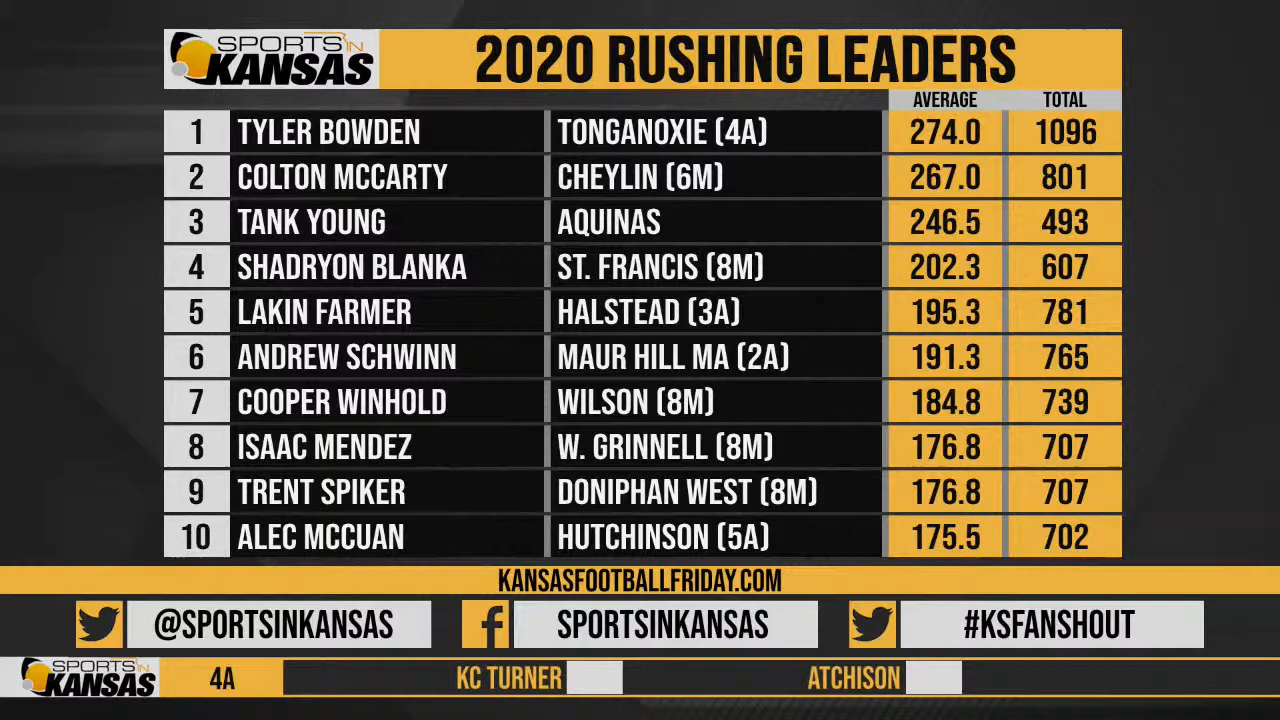 SPORTS IN KANSAS
2020 RUSHING LEADERS
AVERAGE TOTAL
1 TYLER BOWDEN TONGANOXIE (4A) 274.0 1096
2 COLTON MCCARTY CHEYLIN (6M) 267.0 801
3 TANK YOUNG AQUINAS 246.5 493
4 SHADRYON BLANKA ST. FRANCIS (8M) 202.3 607
5 LAKIN FARMER HALSTEAD (3A) 195.3 781
6 ANDREW SCHWINN MAUR HILL MA (2A) 191.3 765
7 COOPER WINHOLD WILSON (8M) 184.8 739
8 ISAAC MENDEZ W. GRINNELL (8M) 176.8 707
9 TRENT SPIKER DONIPHAN WEST (8M) 176.8 707
10 ALEC MCCUAN HUTCHINSON (5A) 175.5 702
KANSASFOOTBALLFRIDAY.COM
@SPORTSINKANSAS SPORTSINKANSAS #KSFANSHOUT
SPORTS IN KANSAS 4A KC TURNER ATCHISON